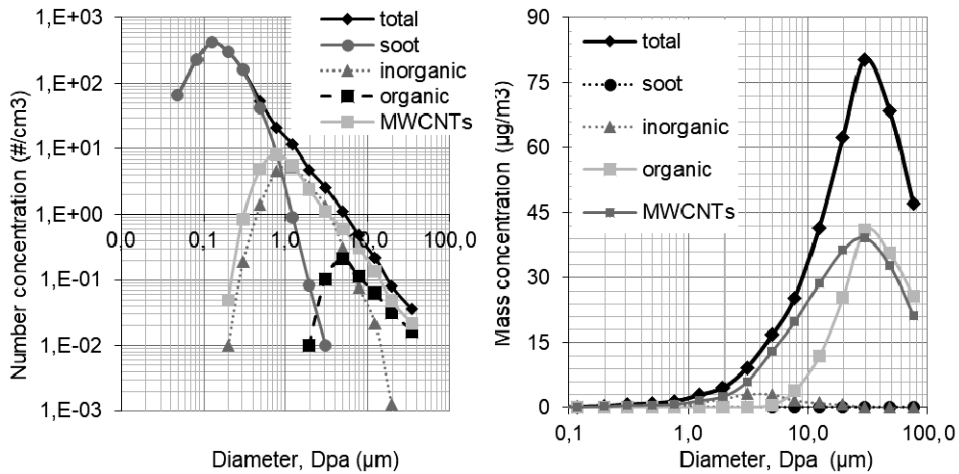 1,E+03
1,E+02
1,E+01
1,E+00
1,E-01
1,E-02
1,E-03
Number concentration (#/cm3)
0,0
0,1
1,0
10,0
100,0
Diameter, Dpa (µm)
total
soot
inorganic
organic
MWCNTs
90
75
60
45
30
15
0
Mass concentration (µg/m3)
0,1
1,0
10,0
100,0
Diameter, Dpa (µm)
total
soot
inorganic
organic
MWCNTs